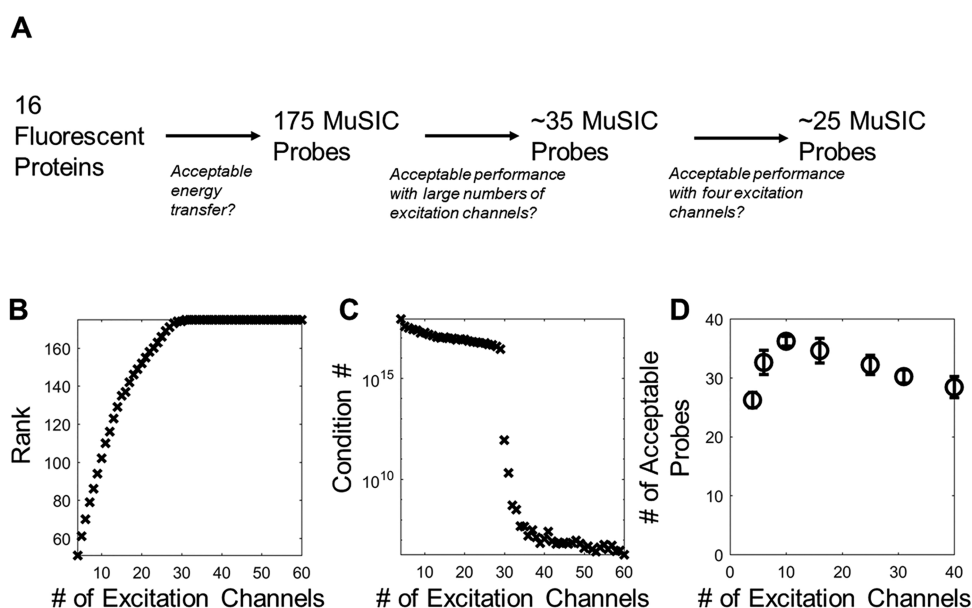 A
16
Fluorescent
Proteins
Acceptable
energy
transfer?
175 MuSIC
Probes
Acceptable performance
with large numbers of
excitation channels?
~35 MuSIC
Probes
Acceptable performance
with four excitation
channels?
~25 MuSIC
Probes
B
Rank
160
140
120
100
80
60
10 20 30 40 50 60
# of Excitation Channels
C
Condition #
10^15
10^10
10 20 30 40 50 60
# of Excitation Channels
D
# of Acceptable
Probes
40
30
20
10
0
0 10 20 30 40
# of Excitation Channels